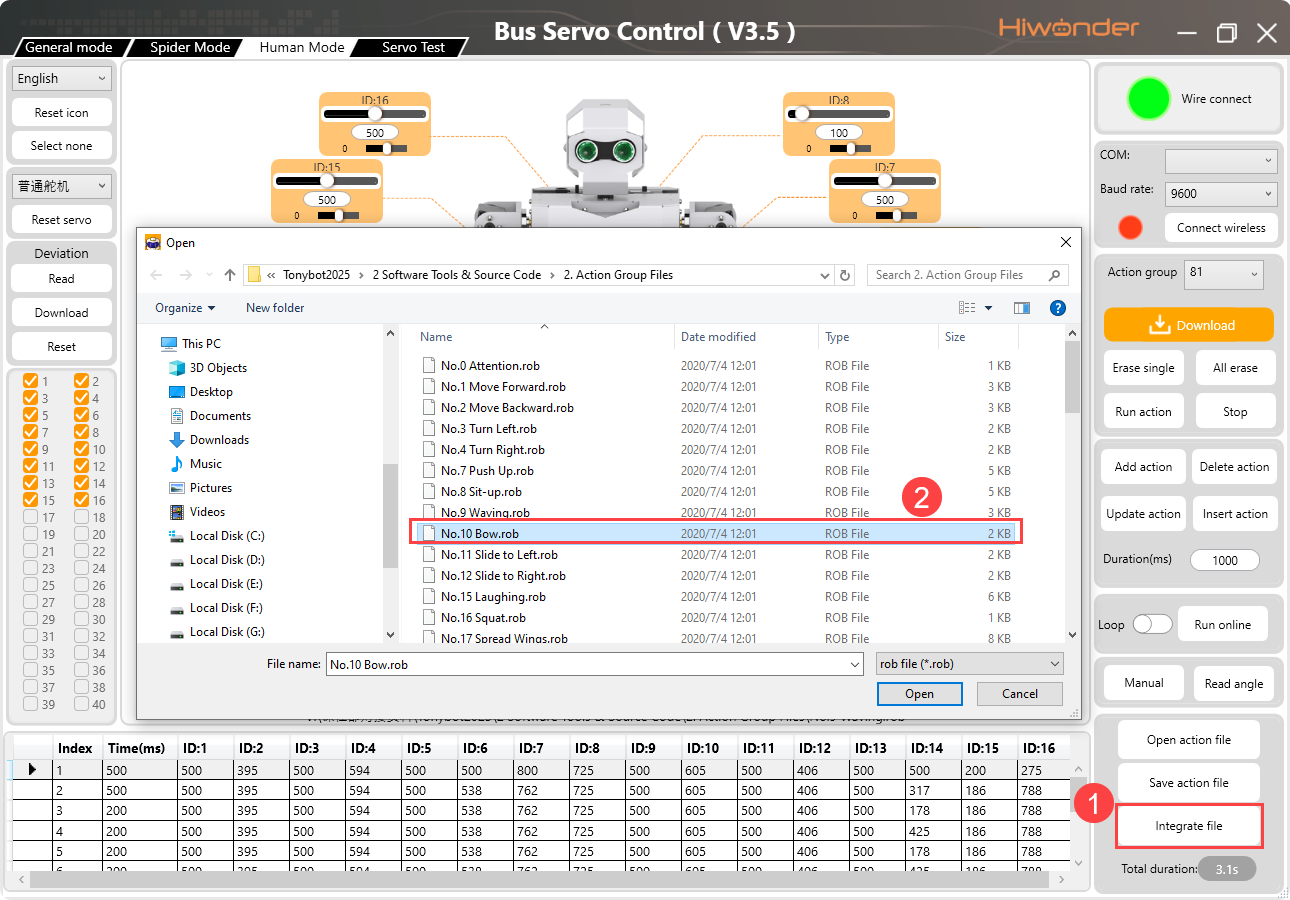 Bus Servo Control ( V3.5 )
Hiwonder
General mode
Spider Mode
Human Mode
Servo Test
English
Reset icon
Select none
普通舵机
Reset servo
Deviation
Read
Download
Reset
1 2
3 4
5 6
7 8
9 10
11 12
13 14
15 16
17 18
19 20
21 22
23 24
25 26
27 28
29 30
31 32
33 34
35 36
37 38
39 40
ID:16
500
0
ID:15
500
0
ID:8
100
0
ID:7
500
0
Open
« Tonybot2025 › 2 Software Tools & Source Code › 2. Action Group Files
Search 2. Action Group Files
Organize
New folder
?
This PC
3D Objects
Desktop
Documents
Downloads
Music
Pictures
Videos
Local Disk (C:)
Local Disk (D:)
Local Disk (E:)
Local Disk (F:)
Local Disk (G:)
Name Date modified Type Size
No.0 Attention.rob 2020/7/4 12:01 ROB File 1 KB
No.1 Move Forward.rob 2020/7/4 12:01 ROB File 3 KB
No.2 Move Backward.rob 2020/7/4 12:01 ROB File 3 KB
No.3 Turn Left.rob 2020/7/4 12:01 ROB File 2 KB
No.4 Turn Right.rob 2020/7/4 12:01 ROB File 2 KB
No.7 Push Up.rob 2020/7/4 12:01 ROB File 5 KB
No.8 Sit-up.rob 2020/7/4 12:01 ROB File 5 KB
No.9 Waving.rob 2020/7/4 12:01 ROB File 3 KB
2
No.10 Bow.rob 2020/7/4 12:01 ROB File 2 KB
No.11 Slide to Left.rob 2020/7/4 12:01 ROB File 2 KB
No.12 Slide to Right.rob 2020/7/4 12:01 ROB File 2 KB
No.15 Laughing.rob 2020/7/4 12:01 ROB File 6 KB
No.16 Squat.rob 2020/7/4 12:01 ROB File 1 KB
No.17 Spread Wings.rob 2020/7/4 12:01 ROB File 8 KB
File name: No.10 Bow.rob
rob file (*.rob)
Open
Cancel
Wire connect
COM:
Baud rate: 9600
Connect wireless
Action group 81
Download
Erase single
All erase
Run action
Stop
Add action
Delete action
Update action
Insert action
Duration(ms) 1000
Loop
Run online
Manual
Read angle
Open action file
Save action file
1
Integrate file
Total duration: 3.1s
Index Time(ms) ID:1 ID:2 ID:3 ID:4 ID:5 ID:6 ID:7 ID:8 ID:9 ID:10 ID:11 ID:12 ID:13 ID:14 ID:15 ID:16
1 500 500 395 500 594 500 500 800 725 500 605 500 406 500 500 200 275
2 500 500 395 500 594 500 538 762 725 500 605 500 406 500 317 186 788
3 200 500 395 500 594 500 538 762 725 500 605 500 406 500 178 186 788
4 200 500 395 500 594 500 538 762 725 500 605 500 406 500 425 186 788
5 200 500 395 500 594 500 538 762 725 500 605 500 406 500 178 186 788